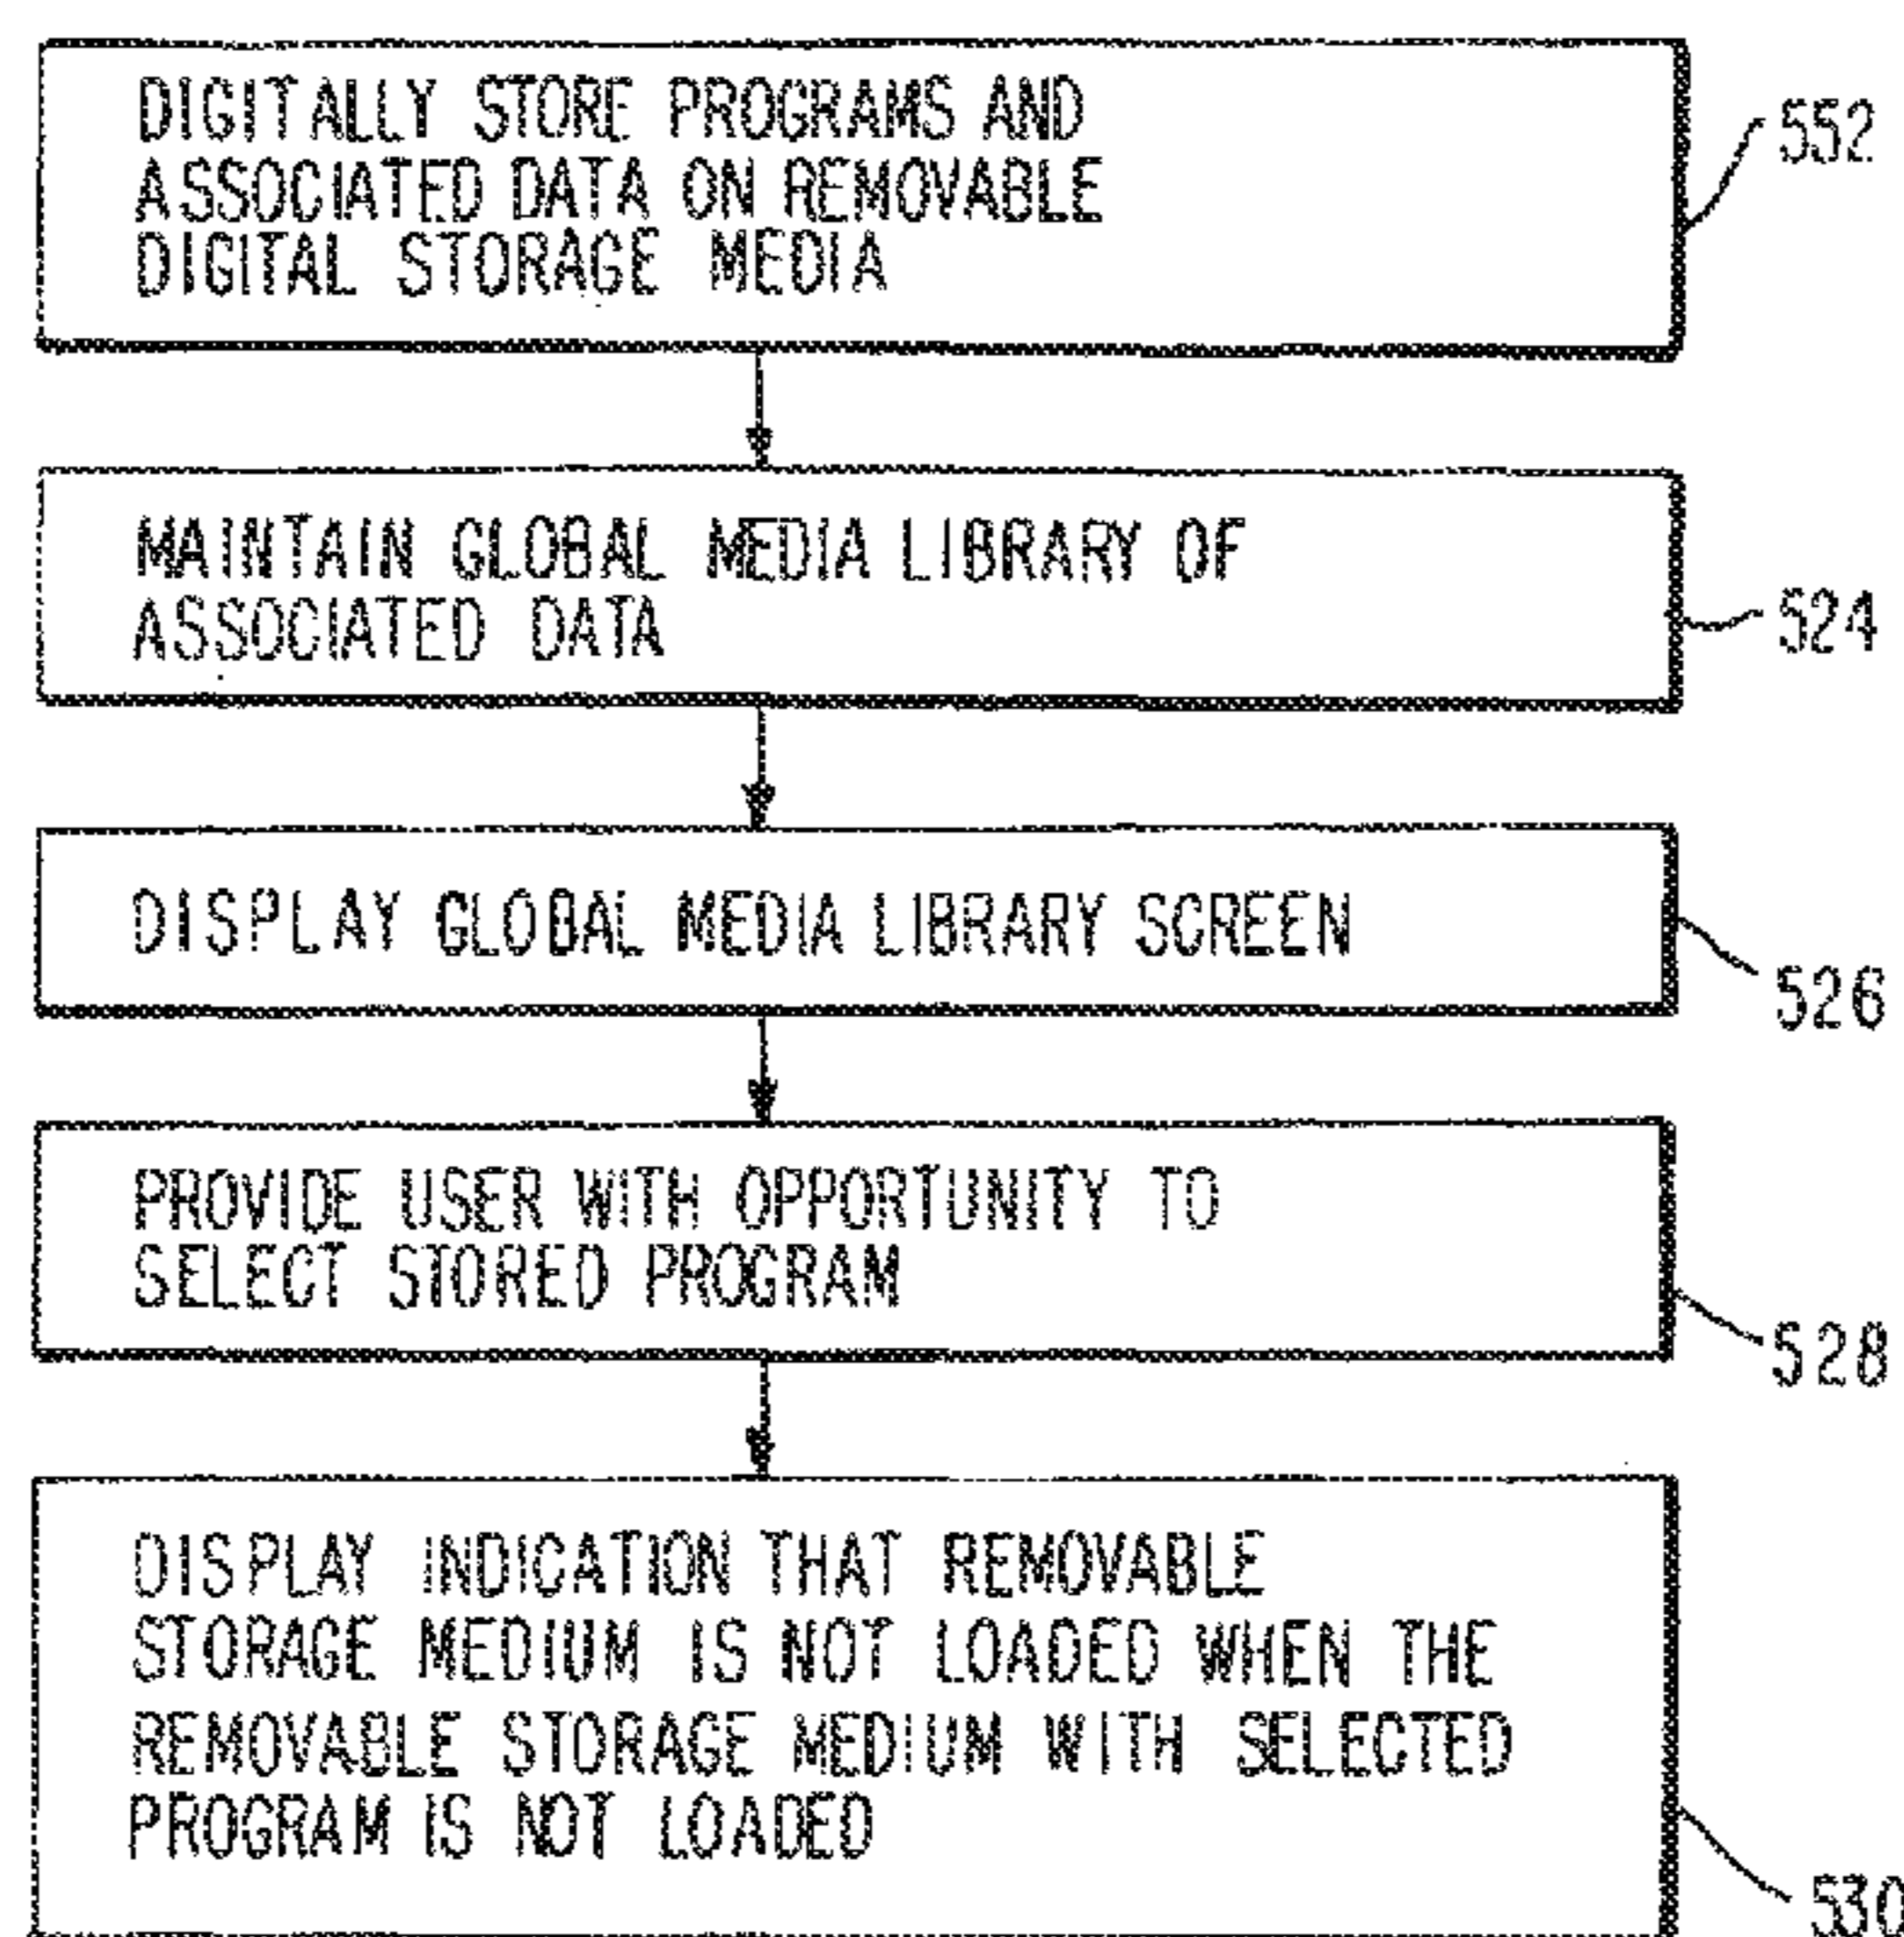 DIGITALLY STORE PROGRAMS AND
ASSOCIATED DATA ON REMOVABLE
DIGITAL STORAGE MEDIA
552
MAINTAIN GLOBAL MEDIA LIBRARY OF
ASSOCIATED DATA
524
DISPLAY GLOBAL MEDIA LIBRARY SCREEN
526
PROVIDE USER WITH OPPORTUNITY TO
SELECT STORED PROGRAM
528
DISPLAY INDICATION THAT REMOVABLE
STORAGE MEDIUM IS NOT LOADED WHEN THE
REMOVABLE STORAGE MEDIUM WITH SELECTED
PROGRAM IS NOT LOADED
530